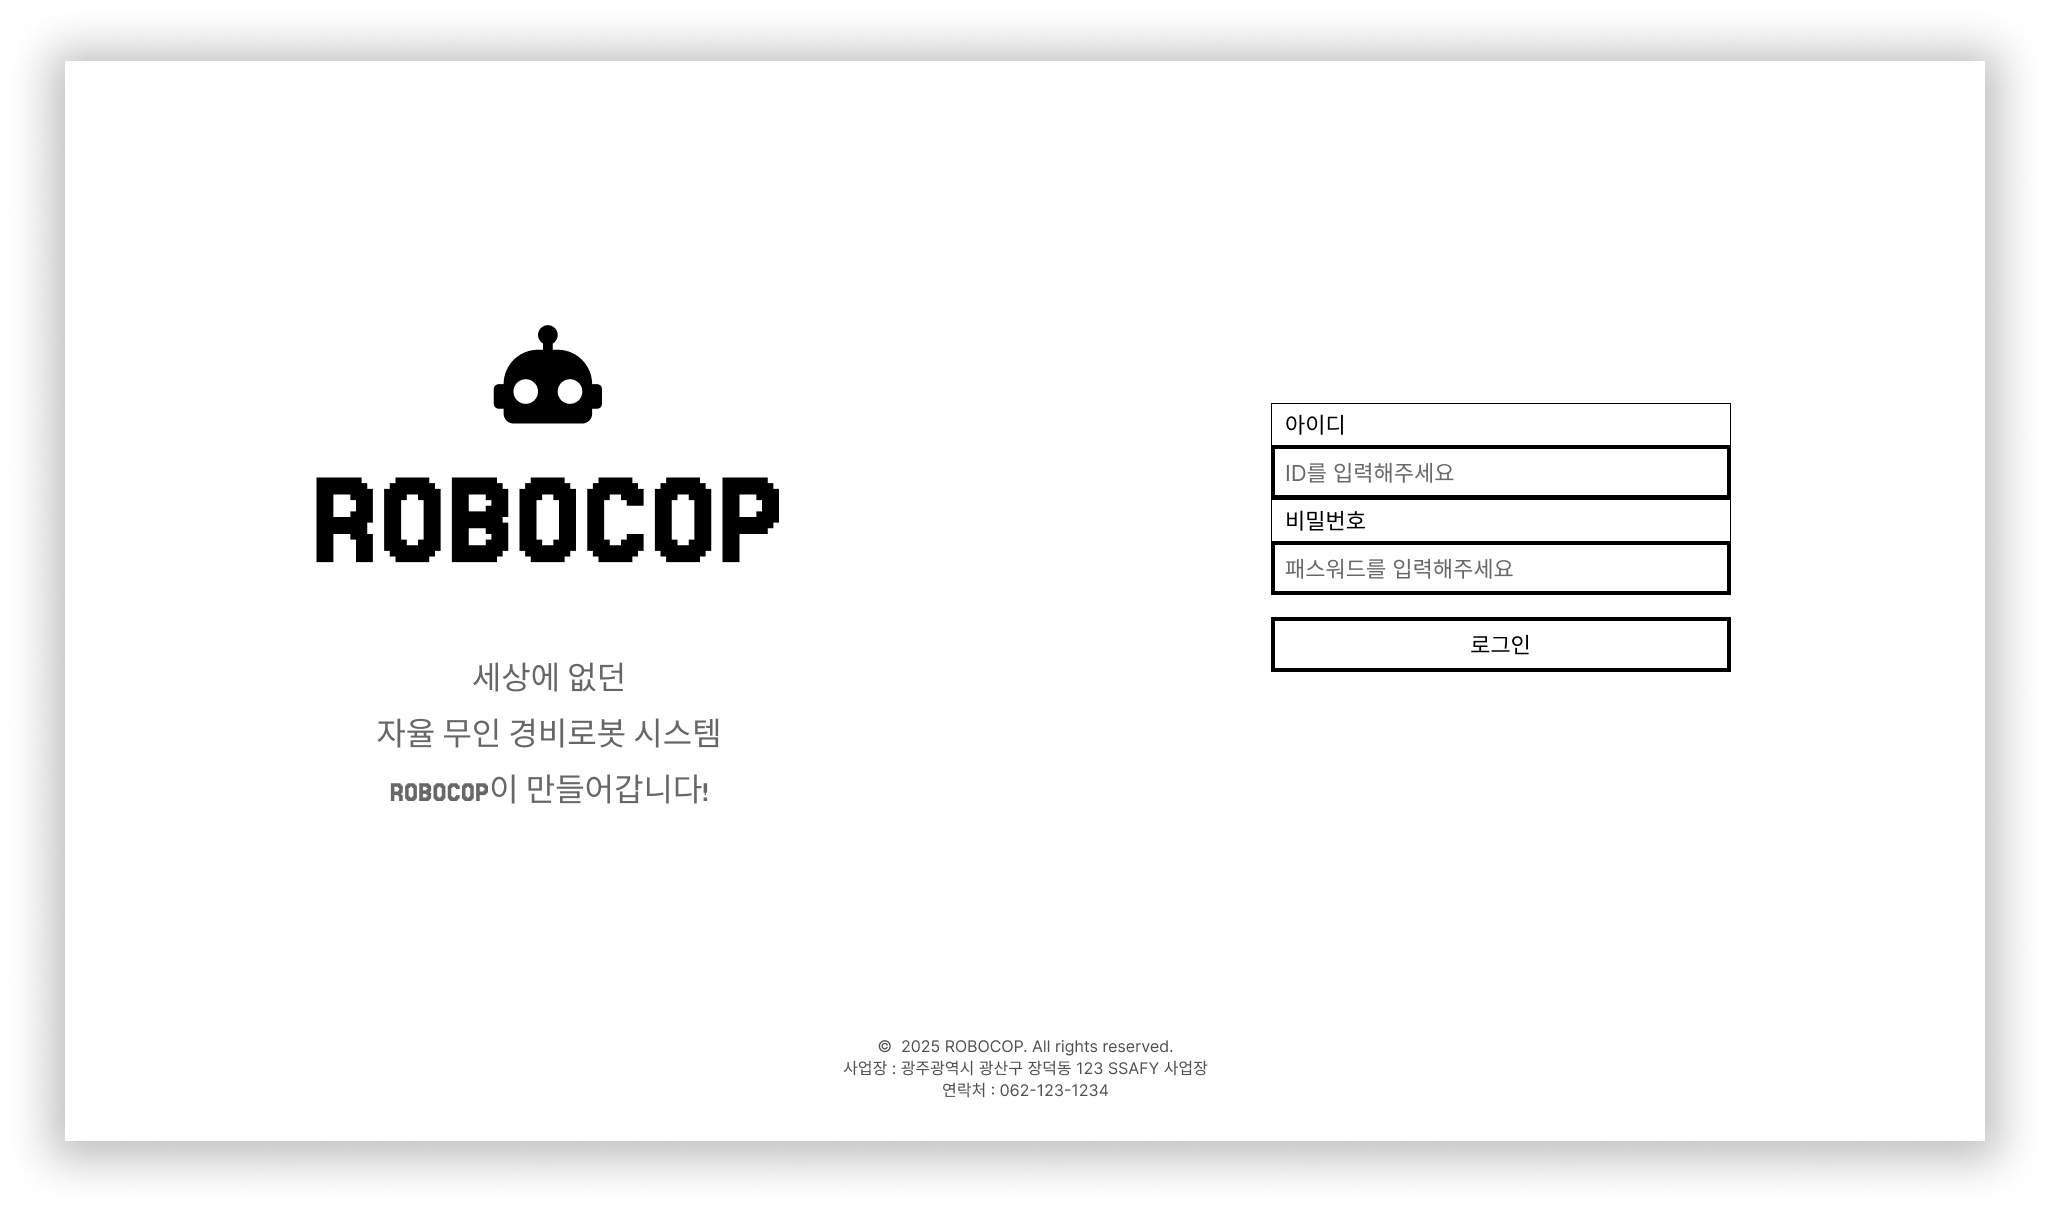 ROBOCOP
세상에 없던
자율 무인 경비로봇 시스템
ROBOCOP이 만들어갑니다!
아이디
ID를 입력해주세요
비밀번호
패스워드를 입력해주세요
로그인
© 2025 ROBOCOP. All rights reserved.
사업장 : 광주광역시 광산구 장덕동 123 SSAFY 사업장
연락처 : 062-123-1234